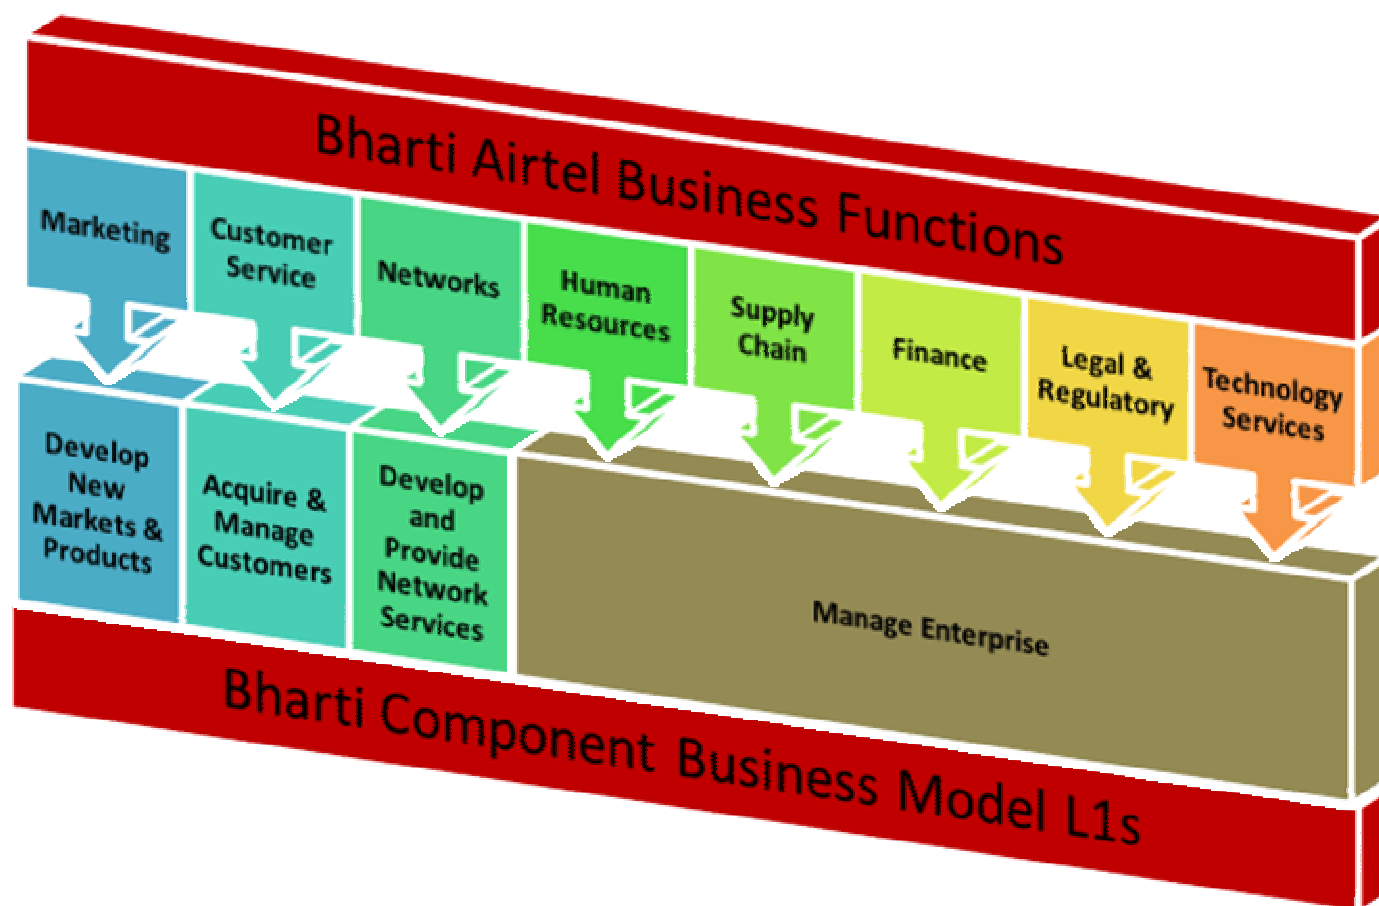 Bharti Airtel Business Functions
Marketing
Customer
Service
Networks
Human
Resources
Supply
Chain
Finance
Legal &
Regulatory
Technology
Services
Develop
New
Markets &
Products
Acquire &
Manage
Customers
Develop
and
Provide
Network
Services
Manage Enterprise
Bharti Component Business Model L1s